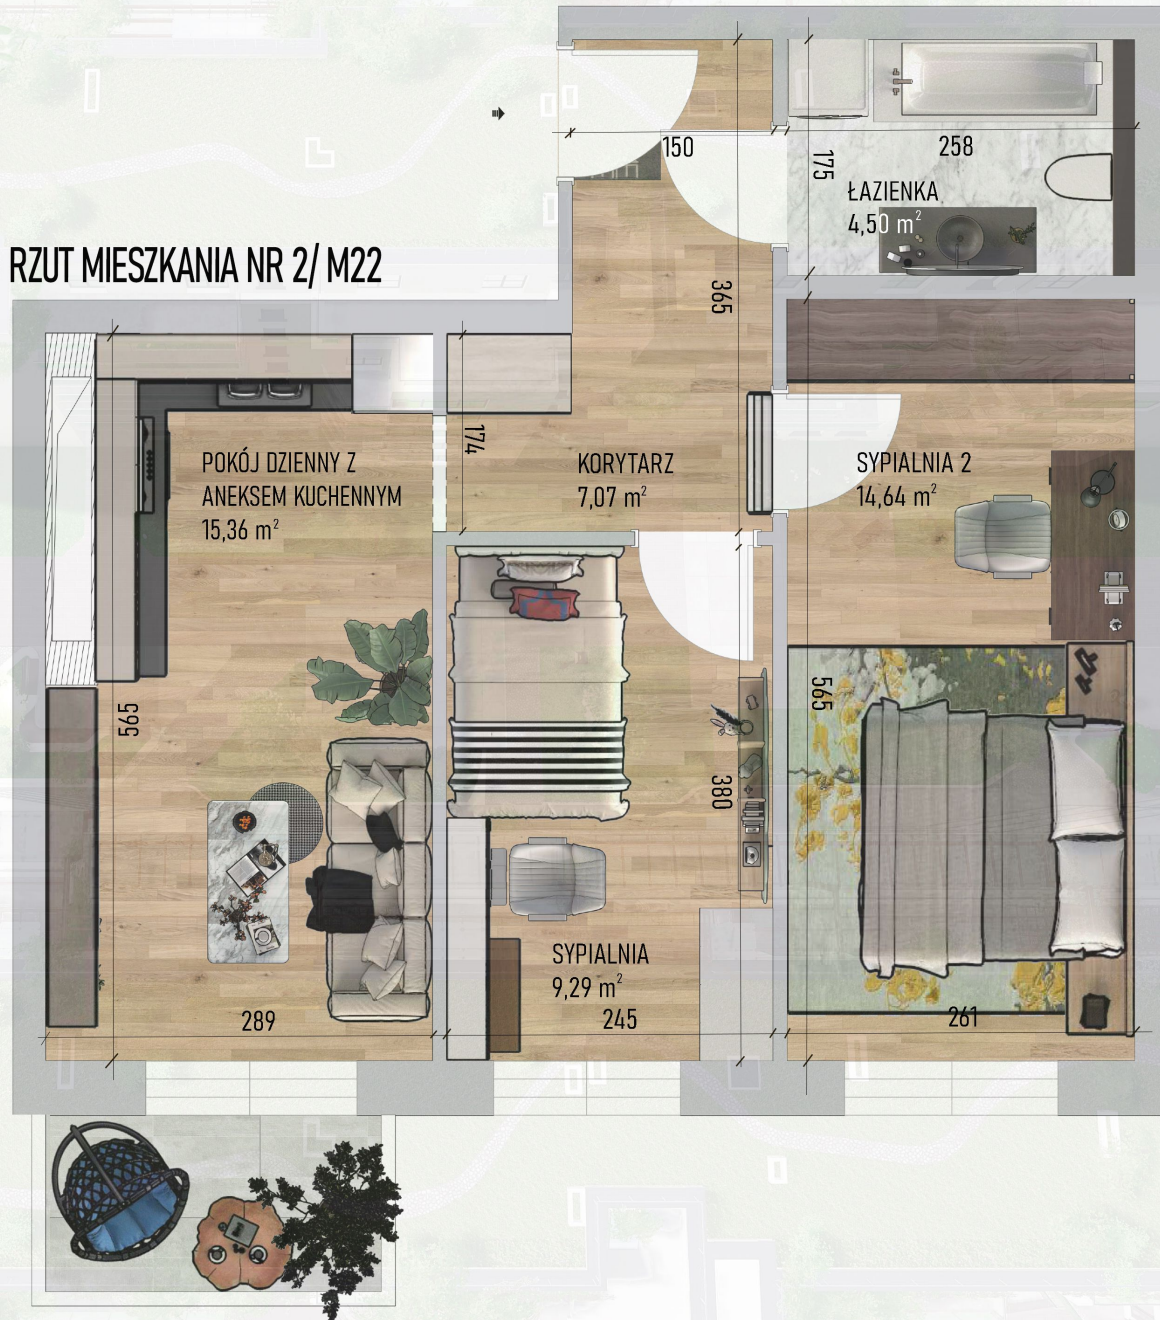 150
258
175
ŁAZIENKA
4,50 m²
RZUT MIESZKANIA NR 2/ M22
365
174
POKÓJ DZIENNY Z
ANEKSEM KUCHENNYM
15,36 m²
KORYTARZ
7,07 m²
SYPIALNIA 2
14,64 m²
565
565
380
SYPIALNIA
9,29 m²
289
245
261